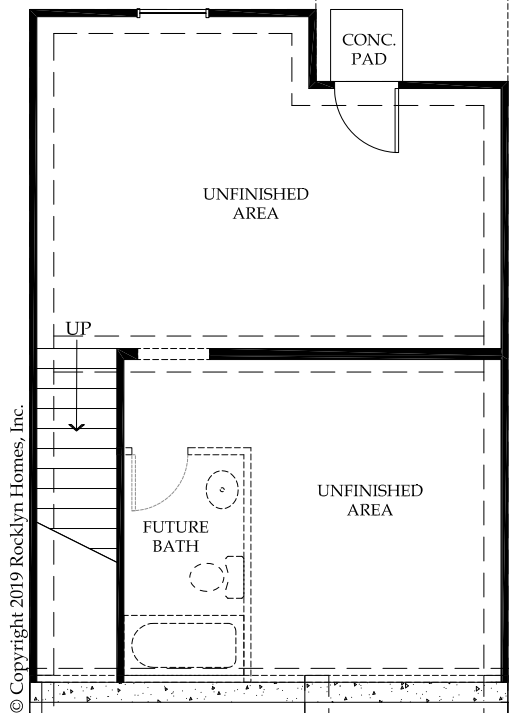 CONC.
PAD
UNFINISHED
AREA
UP
UNFINISHED
AREA
FUTURE
BATH
© Copyright 2019 Rocklyn Homes, Inc.